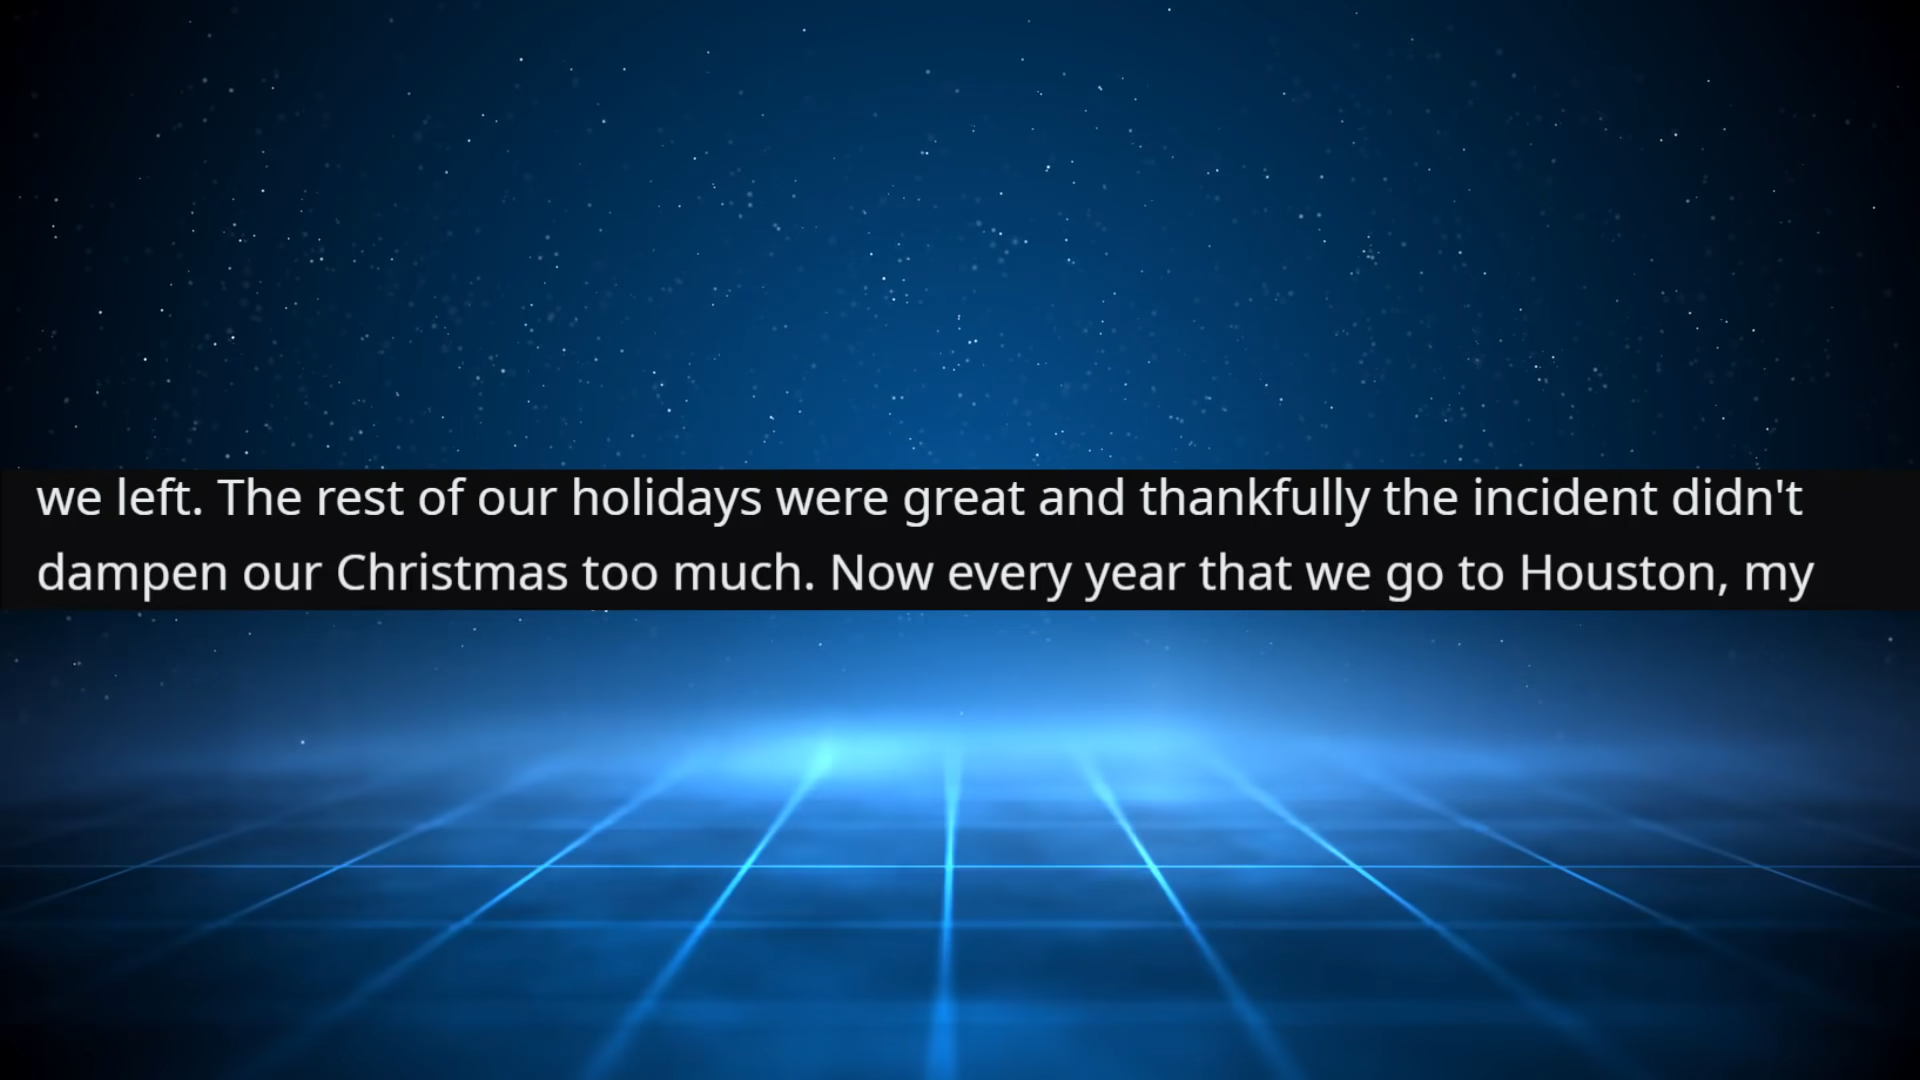 we left. The rest of our holidays were great and thankfully the incident didn't
dampen our Christmas too much. Now every year that we go to Houston, my